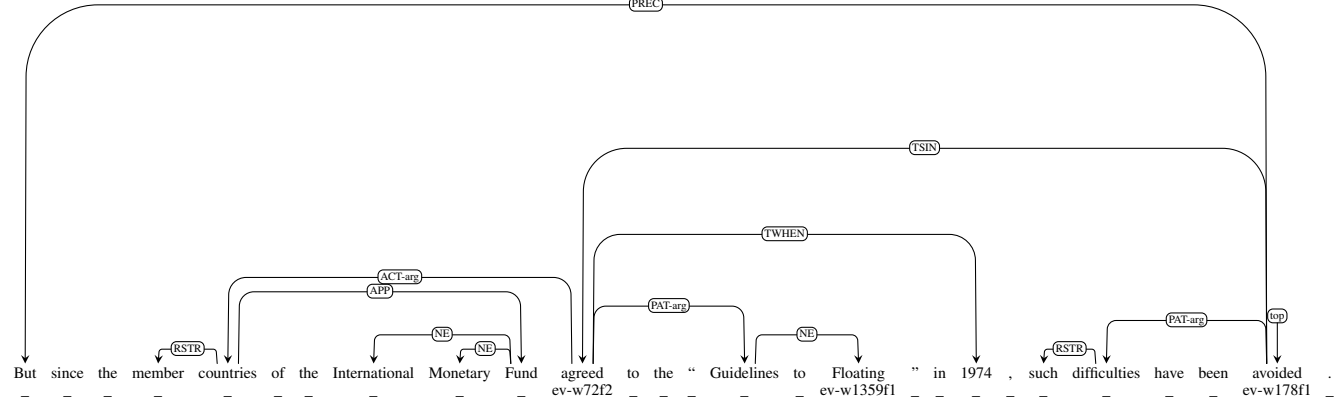 PREC
TSIN
TWHEN
ACT-arg
APP
PAT-arg
PAT-arg top
NE NE
RSTR NE RSTR
But since the member countries of the International Monetary Fund agreed to the “ Guidelines to Floating ” in 1974 , such difficulties have been avoided .
_ _ _ _ _ _ _ _ _ _ ev-w72f2 _ _ _ _ _ ev-w1359f1 _ _ _ _ _ _ _ _ ev-w178f1 _